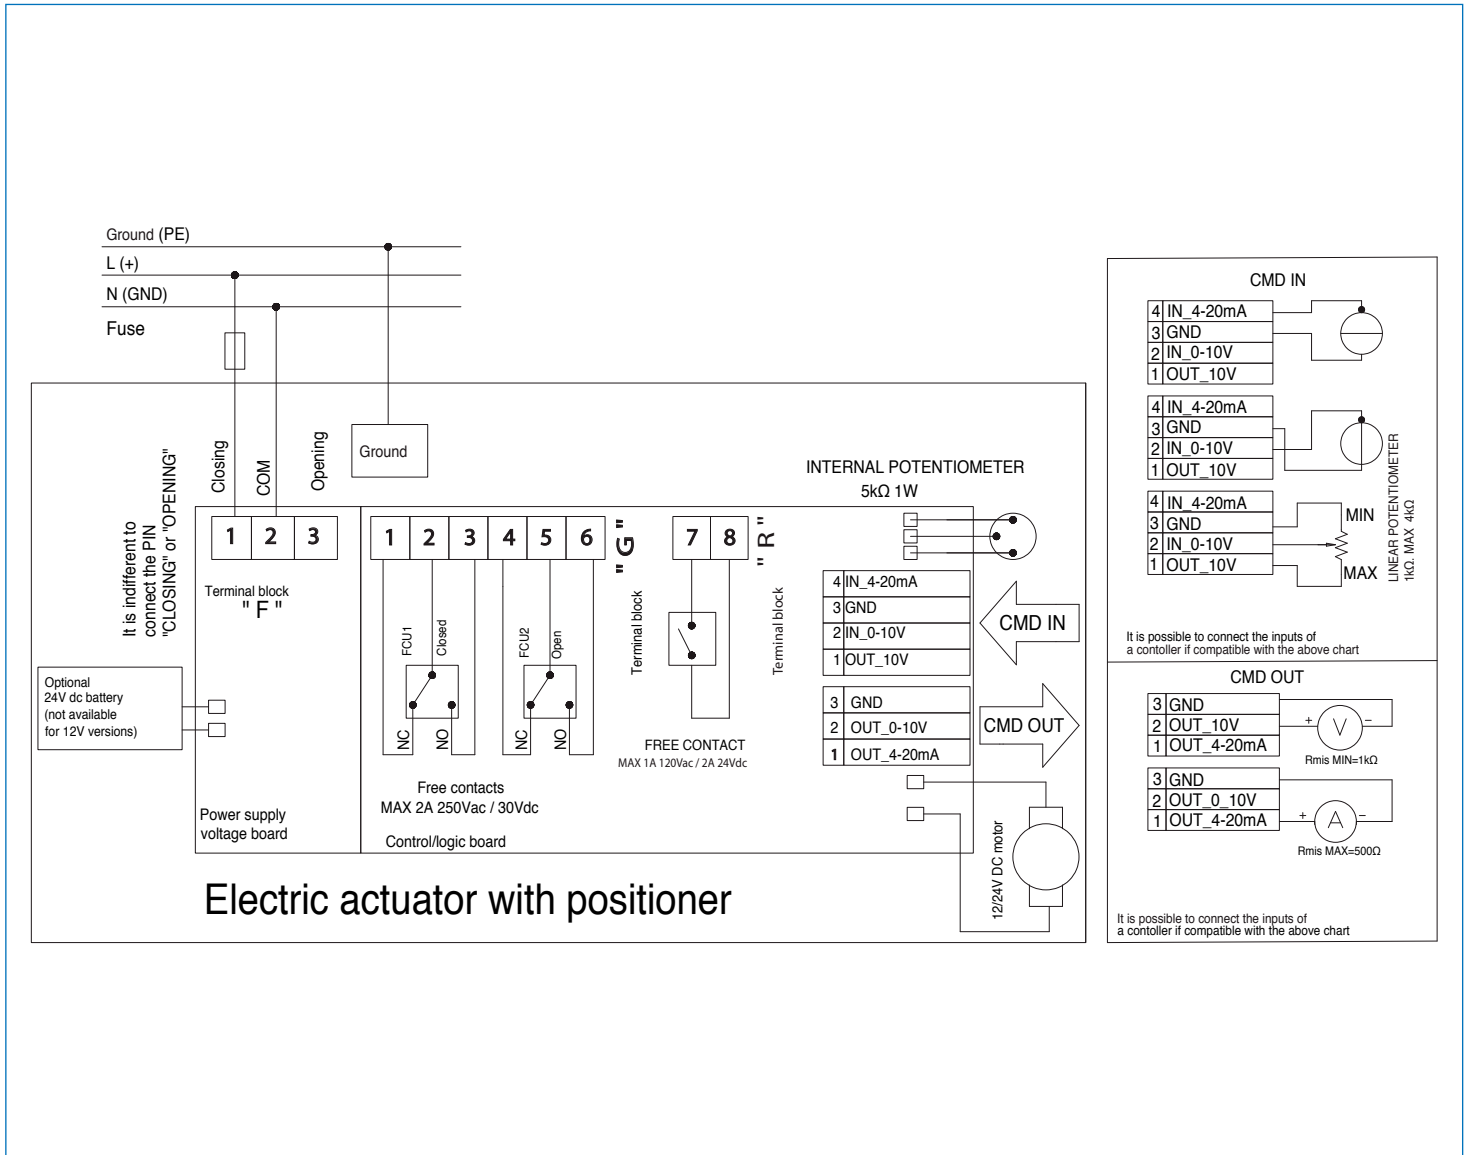 Ground (PE)
L (+)
N (GND)
Fuse
Closing
COM
Opening
Ground
It is indifferent to
connect the PIN
"CLOSING" or "OPENING"
1 2 3
Terminal block
" F "
Optional
24V dc battery
(not available
for 12V versions)
Power supply
voltage board
1 2 3 4 5 6
" G "
Terminal block
FCU1
Closed
FCU2
Open
NC
NO
NC
NO
Free contacts
MAX 2A 250Vac / 30Vdc
Control/logic board
7 8
" R "
Terminal block
FREE CONTACT
MAX 1A 120Vac / 2A 24Vdc
INTERNAL POTENTIOMETER
5kΩ 1W
4 IN_4-20mA
3 GND
2 IN_0-10V
1 OUT_10V
CMD IN
3 GND
2 OUT_0-10V
1 OUT_4-20mA
CMD OUT
12/24V DC motor
Electric actuator with positioner
CMD IN
4 IN_4-20mA
3 GND
2 IN_0-10V
1 OUT_10V
4 IN_4-20mA
3 GND
2 IN_0-10V
1 OUT_10V
4 IN_4-20mA
3 GND
2 IN_0-10V
1 OUT_10V
MIN
MAX
LINEAR POTENTIOMETER
1kΩ. MAX 4kΩ
It is possible to connect the inputs of
a contoller if compatible with the above chart
CMD OUT
3 GND
2 OUT_10V
1 OUT_4-20mA
+ V –
Rmis MIN=1kΩ
3 GND
2 OUT_0_10V
1 OUT_4-20mA
+ A –
Rmis MAX=500Ω
It is possible to connect the inputs of
a contoller if compatible with the above chart